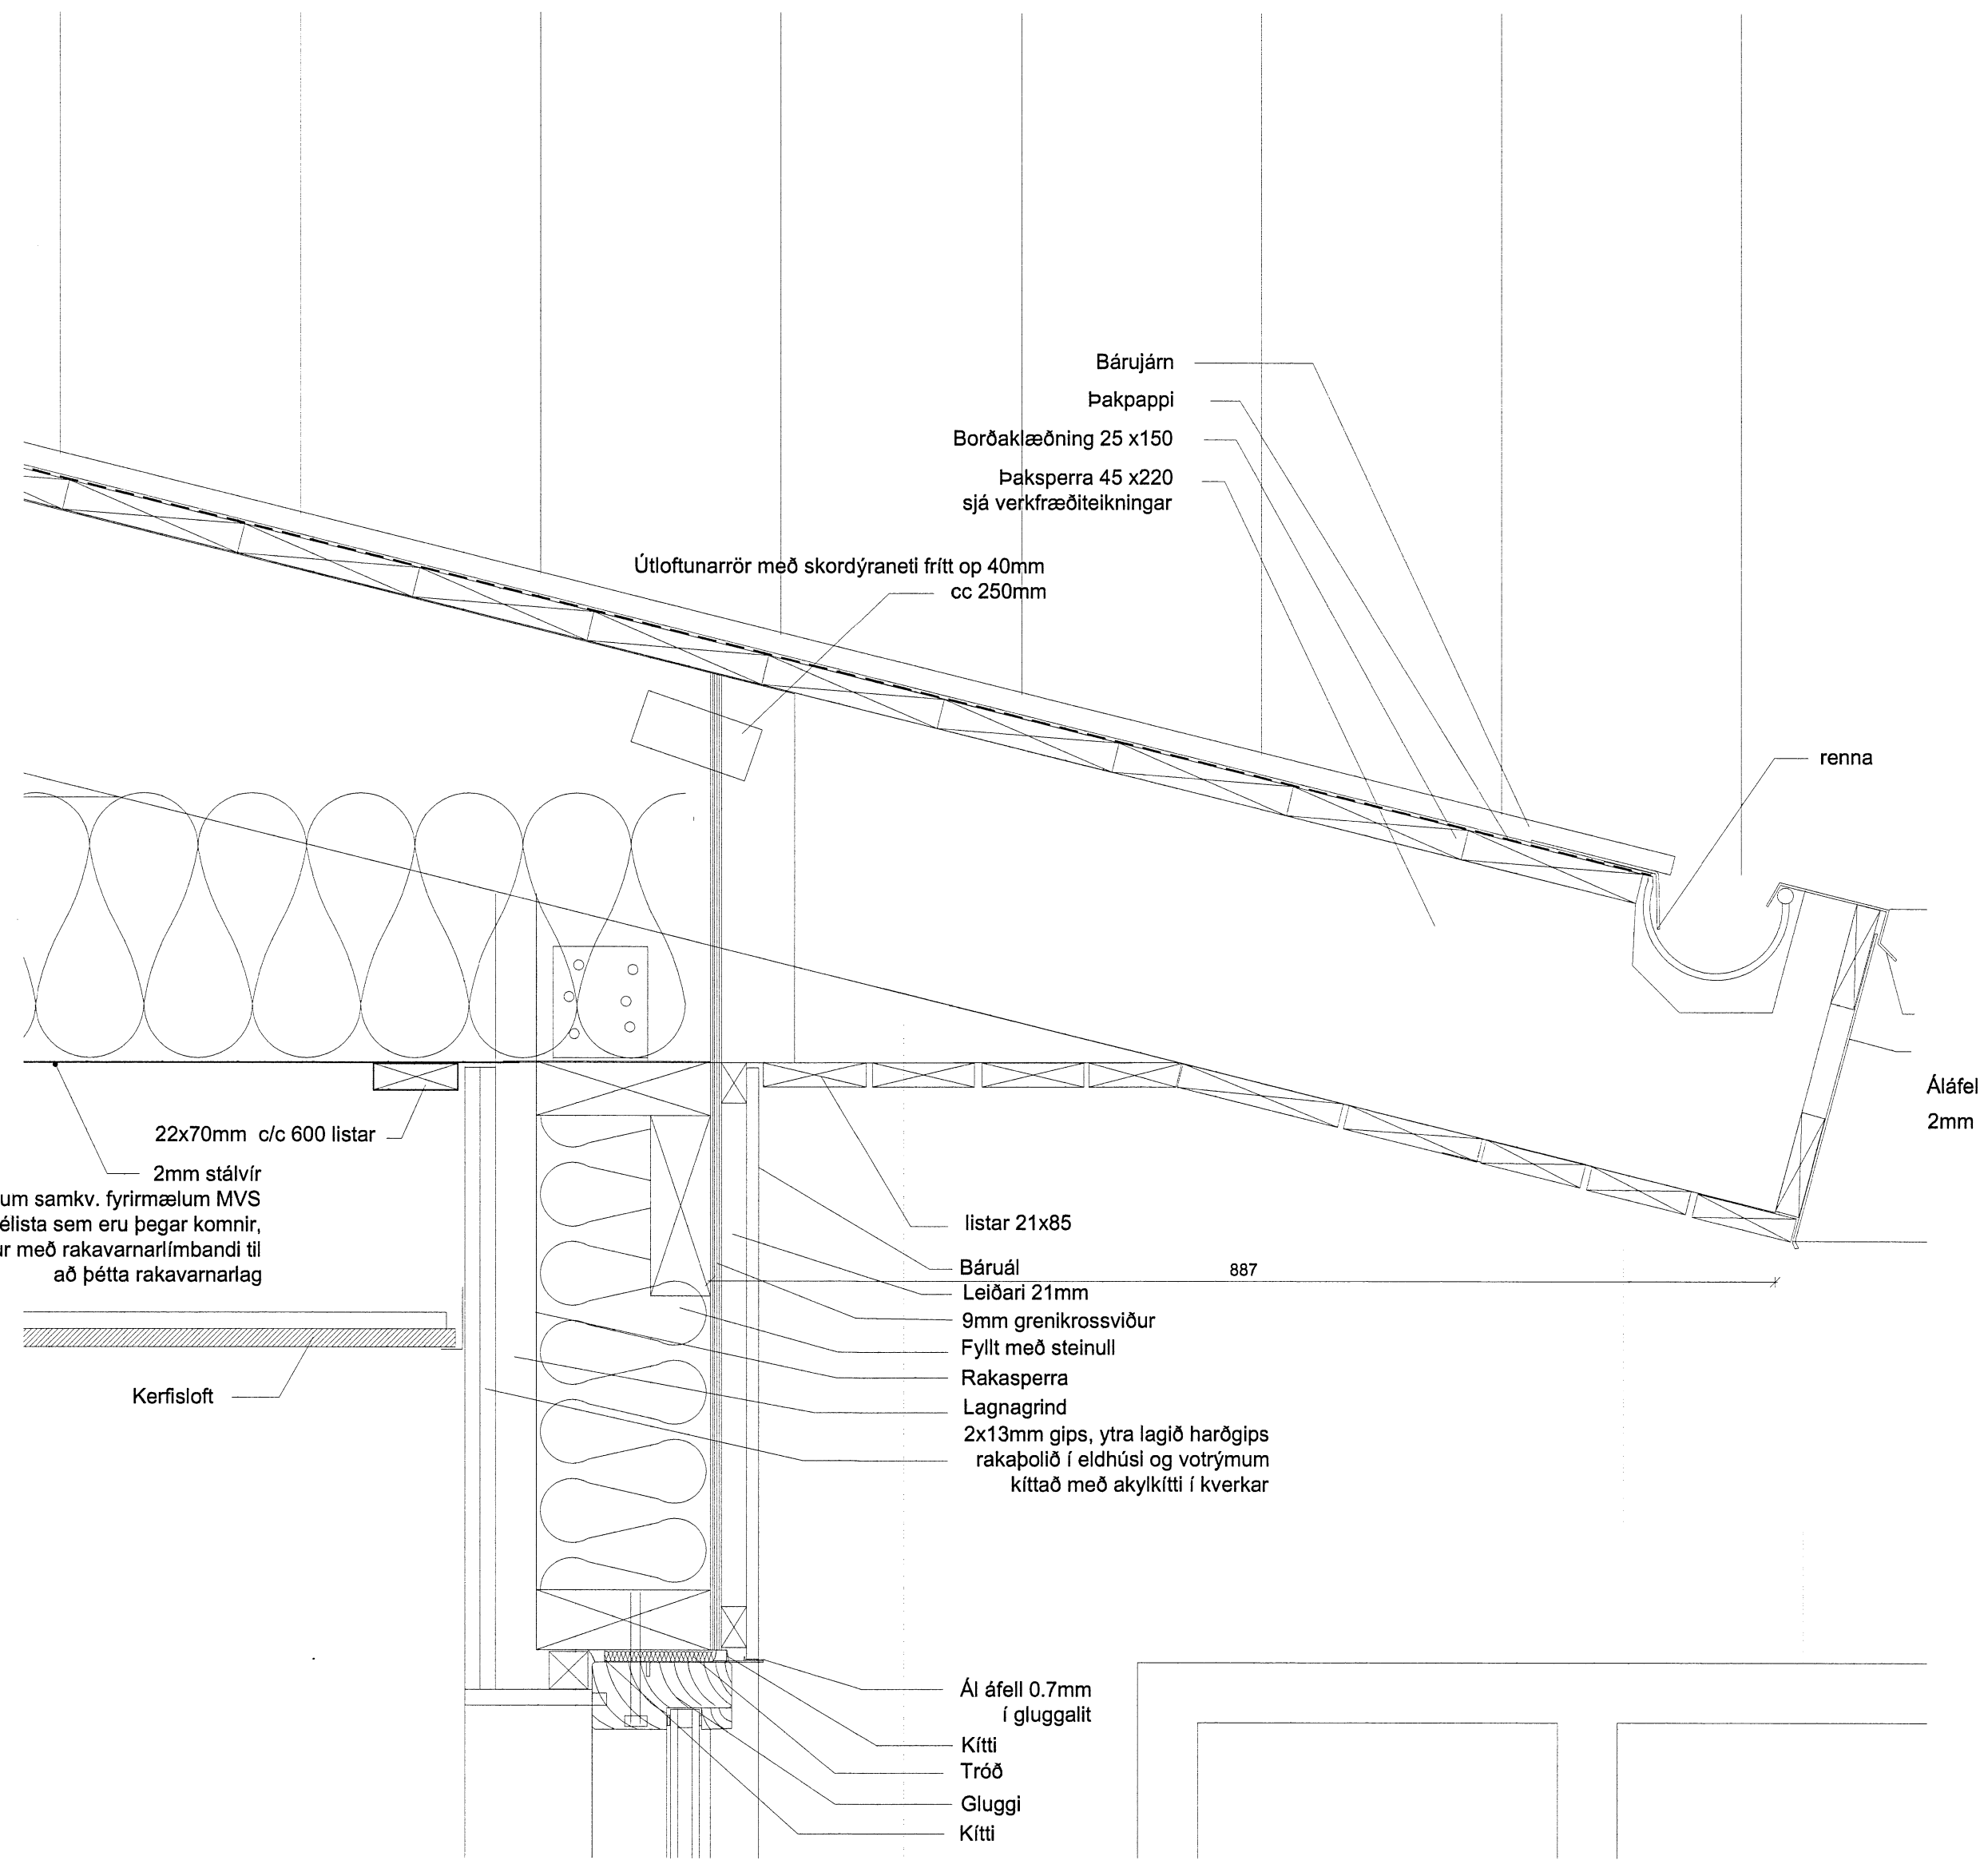 Bárujárn
Þakpappi
Borðaklæðning 25 x150
Þaksperra 45 x220
sjá verkfræðiteikningar
Útloftunarrör með skordýraneti frítt op 40mm
cc 250mm
renna
Áláfel
2mm
22x70mm c/c 600 listar
2mm stálvír
um samkv. fyrirmælum MVS
élista sem eru þegar komnir,
ur með rakavarnarlímbandi til
að þétta rakavarnarlag
Kerfisloft
listar 21x85
Báruál
887
Leiðari 21mm
9mm grenikrossviður
Fyllt með steinull
Rakasperra
Lagnagrind
2x13mm gips, ytra lagið harðgips
rakaþolið í eldhúsi og votrýmum
kíttað með akylkítti í kverkar
Ál áfell 0.7mm
í gluggalit
Kítti
Tróð
Gluggi
Kítti